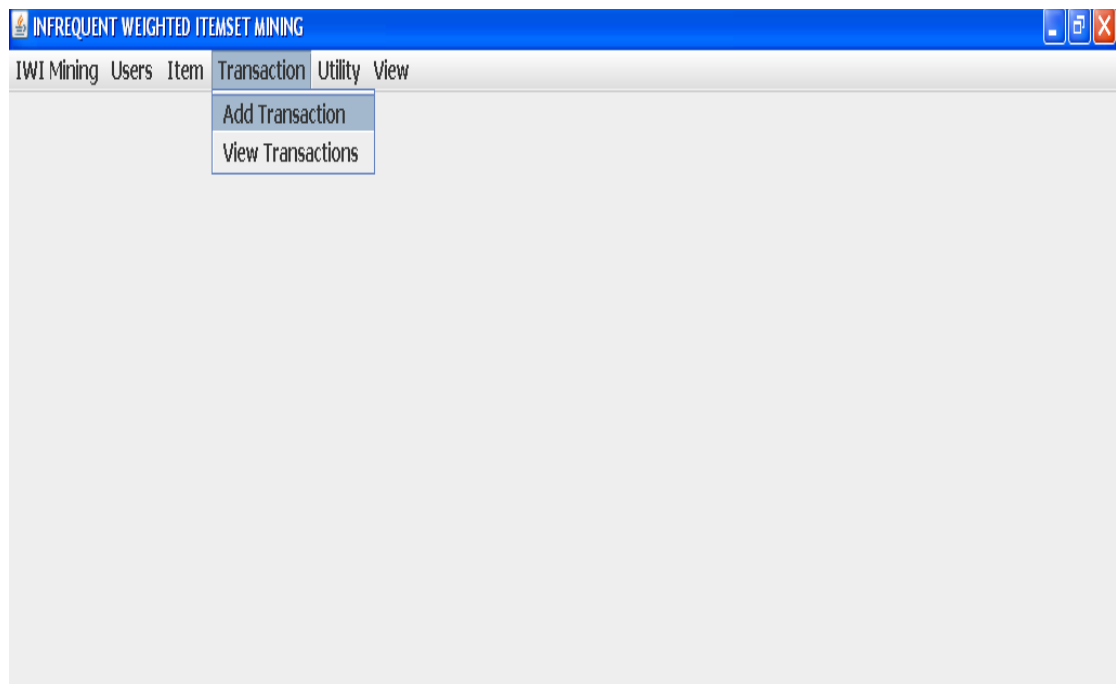 INFREQUENT WEIGHTED ITEMSET MINING
IWI Mining Users Item Transaction Utility View
Add Transaction
View Transactions